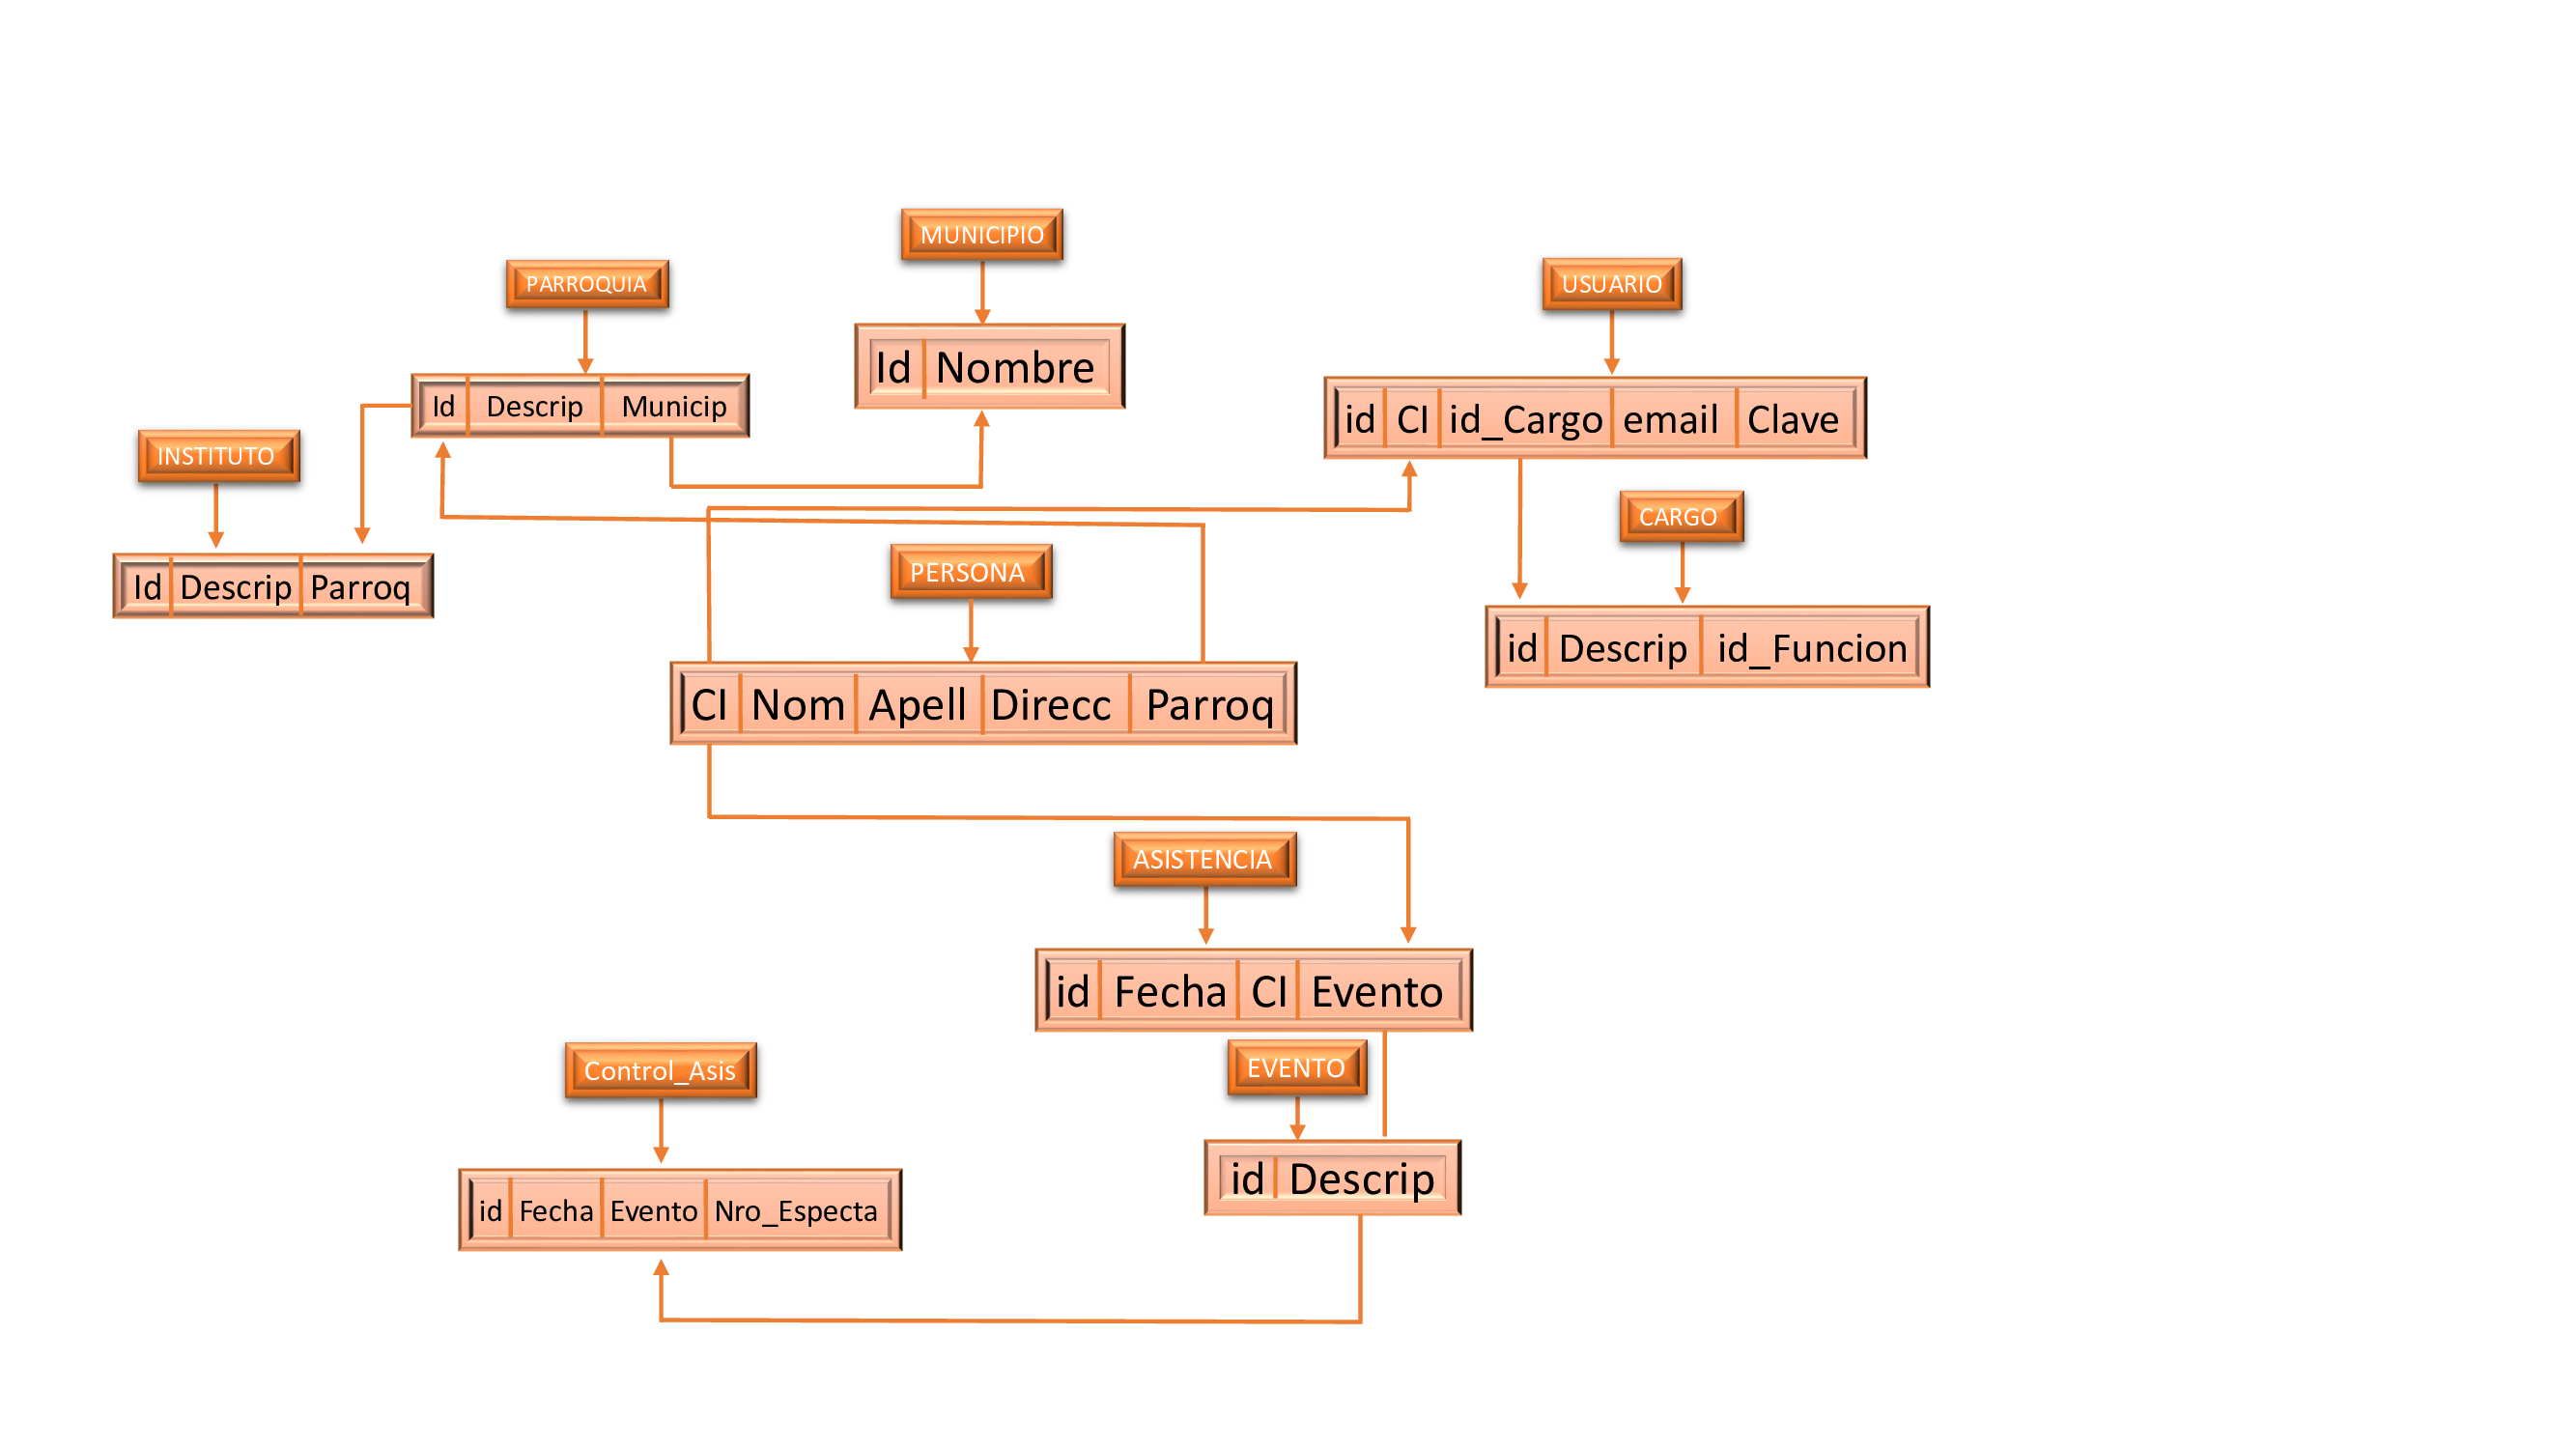 MUNICIPIO
Id Nombre
PARROQUIA
Id Descrip Municip
USUARIO
id CI id_Cargo email Clave
INSTITUTO
Id Descrip Parroq
CARGO
id Descrip id_Funcion
PERSONA
CI Nom Apell Direcc Parroq
ASISTENCIA
id Fecha CI Evento
EVENTO
id Descrip
Control_Asis
id Fecha Evento Nro_Especta